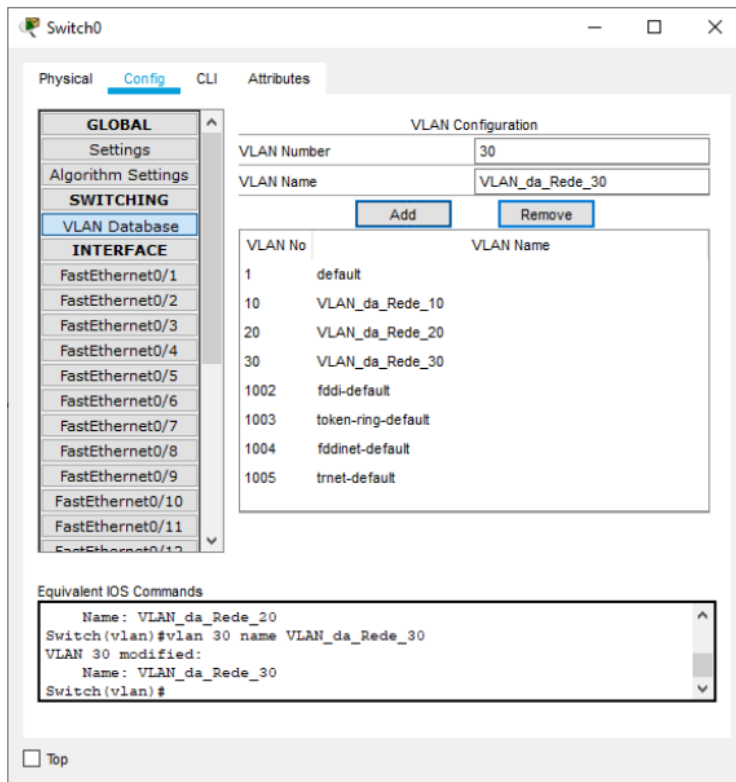 Switch0
Physical Config CLI Attributes
GLOBAL
Settings
Algorithm Settings
SWITCHING
VLAN Database
INTERFACE
FastEthernet0/1
FastEthernet0/2
FastEthernet0/3
FastEthernet0/4
FastEthernet0/5
FastEthernet0/6
FastEthernet0/7
FastEthernet0/8
FastEthernet0/9
FastEthernet0/10
FastEthernet0/11
FastEthernet0/12
VLAN Configuration
VLAN Number 30
VLAN Name VLAN_da_Rede_30
Add Remove
VLAN No VLAN Name
1 default
10 VLAN_da_Rede_10
20 VLAN_da_Rede_20
30 VLAN_da_Rede_30
1002 fddi-default
1003 token-ring-default
1004 fddinet-default
1005 trnet-default
Equivalent IOS Commands
Name: VLAN_da_Rede_20
Switch(vlan)#vlan 30 name VLAN_da_Rede_30
VLAN 30 modified:
Name: VLAN_da_Rede_30
Switch(vlan)#
Top